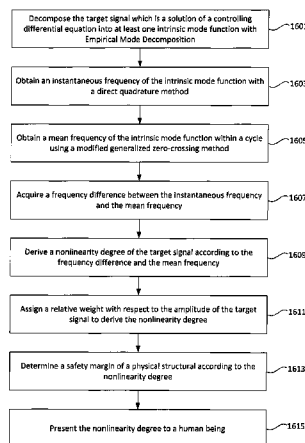 Decompose the target signal which is a solution of a controlling
differential equation into at least one intrinsic mode function with
Empirical Mode Decomposition
1601
Obtain an instantaneous frequency of the intrinsic mode function with
a direct quadrature method
1603
Obtain a mean frequency of the intrinsic mode function within a cycle
using a modified generalized zero-crossing method
1605
Acquire a frequency difference between the instantaneous frequency
and the mean frequency
1607
Derive a nonlinearity degree of the target signal according to the
frequency difference and the mean frequency
1609
Assign a relative weight with respect to the amplitude of the target
signal to derive the nonlinearity degree
1611
Determine a safety margin of a physical structural according to the
nonlinearity degree
1613
Present the nonlinearity degree to a human being
1615